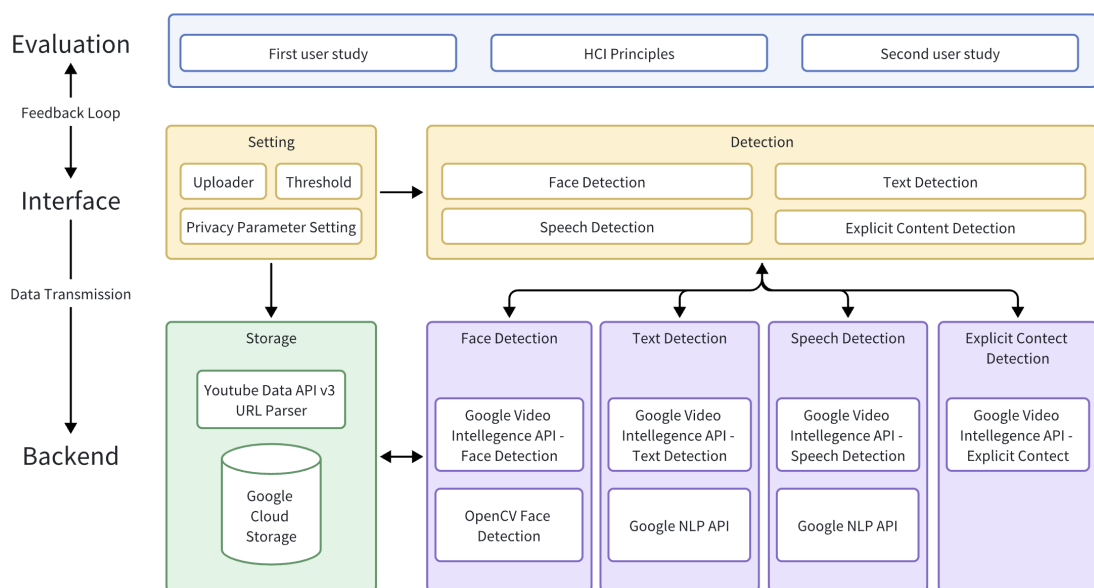 Evaluation
First user study
HCI Principles
Second user study
Feedback Loop
Interface
Setting
Uploader
Threshold
Privacy Parameter Setting
Detection
Face Detection
Text Detection
Speech Detection
Explicit Content Detection
Data Transmission
Backend
Storage
Youtube Data API v3
URL Parser
Google
Cloud
Storage
Face Detection
Google Video
Intellegence API -
Face Detection
OpenCV Face
Detection
Text Detection
Google Video
Intellegence API -
Text Detection
Google NLP API
Speech Detection
Google Video
Intellegence API -
Speech Detection
Google NLP API
Explicit Contect
Detection
Google Video
Intellegence API -
Explicit Contect